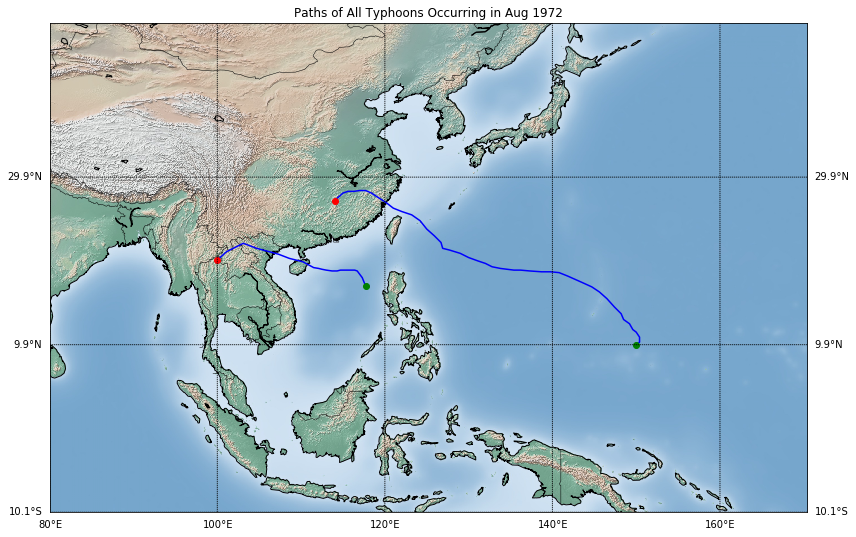 Paths of All Typhoons Occurring in Aug 1972
29.9°N 29.9°N
9.9°N 9.9°N
10.1°S 10.1°S
80°E 100°E 120°E 140°E 160°E